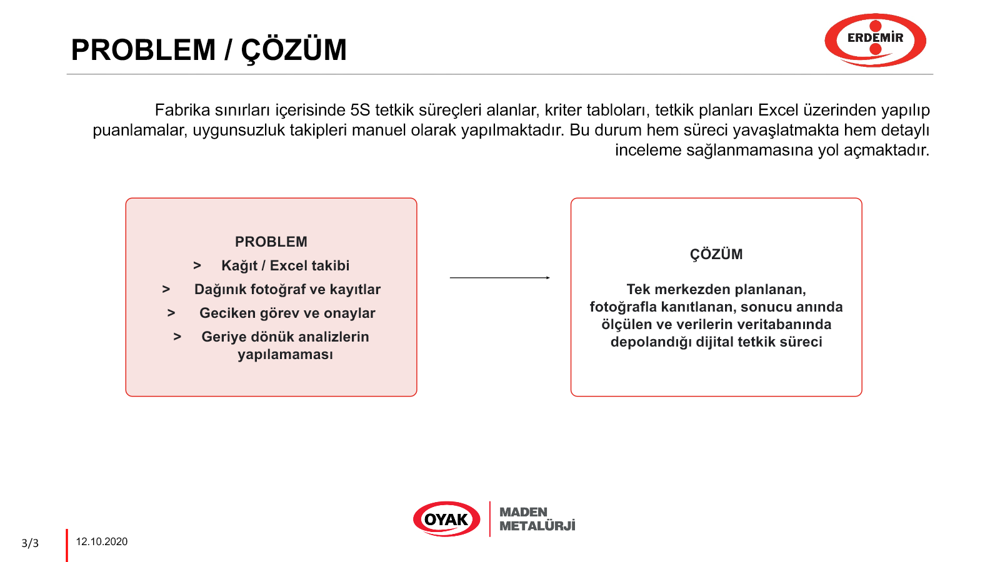 PROBLEM / ÇÖZÜM
ERDEMİR
Fabrika sınırları içerisinde 5S tetkik süreçleri alanlar, kriter tabloları, tetkik planları Excel üzerinden yapılıp
puanlamalar, uygunsuzluk takipleri manuel olarak yapılmaktadır. Bu durum hem süreci yavaşlatmakta hem detaylı
inceleme sağlanmamasına yol açmaktadır.
PROBLEM
> Kağıt / Excel takibi
> Dağınık fotoğraf ve kayıtlar
> Geciken görev ve onaylar
> Geriye dönük analizlerin
yapılamaması
ÇÖZÜM
Tek merkezden planlanan,
fotoğrafla kanıtlanan, sonucu anında
ölçülen ve verilerin veritabanında
depolandığı dijital tetkik süreci
OYAK
MADEN
METALÜRJİ
3/3
12.10.2020